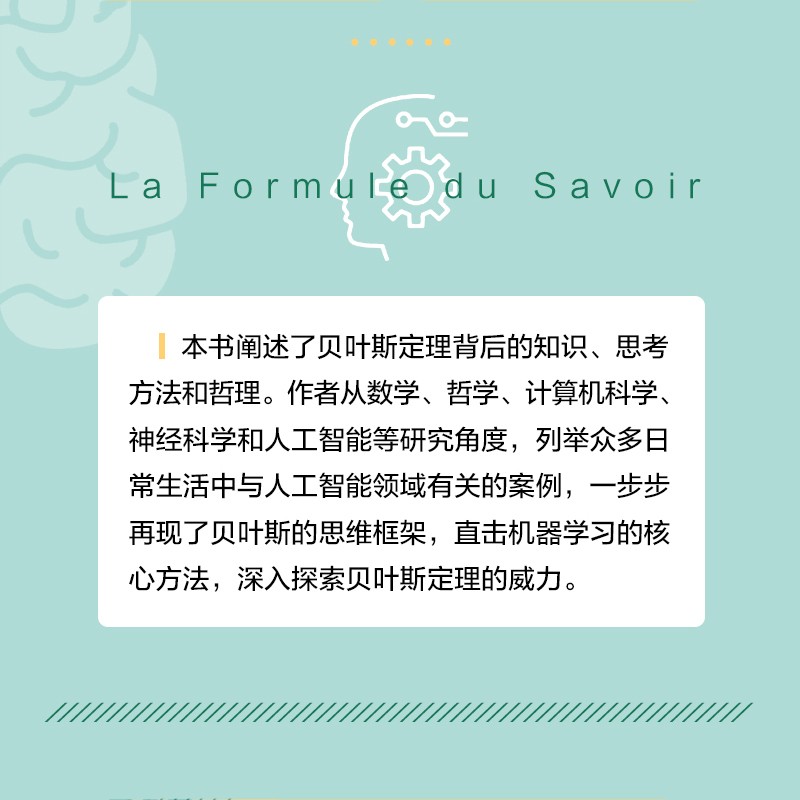 La Formule du Savoir
本书阐述了贝叶斯定理背后的知识、思考
方法和哲理。作者从数学、哲学、计算机科学、
神经科学和人工智能等研究角度，列举众多日
常生活中与人工智能领域有关的案例，一步步
再现了贝叶斯的思维框架，直击机器学习的核
心方法，深入探索贝叶斯定理的威力。